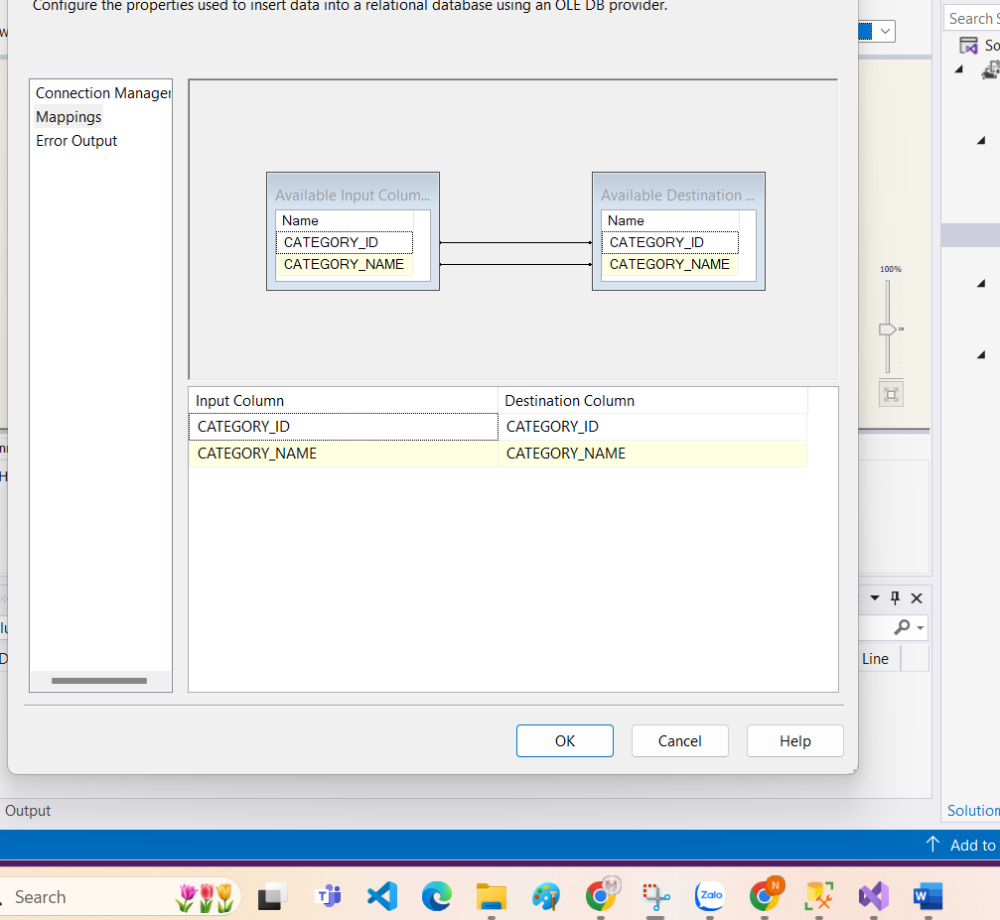 Configure the properties used to insert data into a relational database using an OLE DB provider.
Search S
So
Connection Manager
Mappings
Error Output
Available Input Colum...
Name
CATEGORY_ID
CATEGORY_NAME
Available Destination ...
Name
CATEGORY_ID
CATEGORY_NAME
100%
Input Column
Destination Column
CATEGORY_ID
CATEGORY_ID
CATEGORY_NAME
CATEGORY_NAME
Line
OK
Cancel
Help
Output
Solution
Add to
Search
M
Zalo
N
W